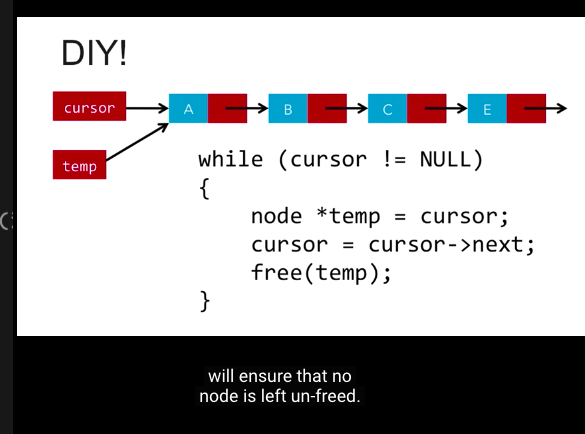 DIY!
cursor
A
B
C
E
temp
while (cursor != NULL)
{
    node *temp = cursor;
    cursor = cursor->next;
    free(temp);
}
will ensure that no
node is left un-freed.